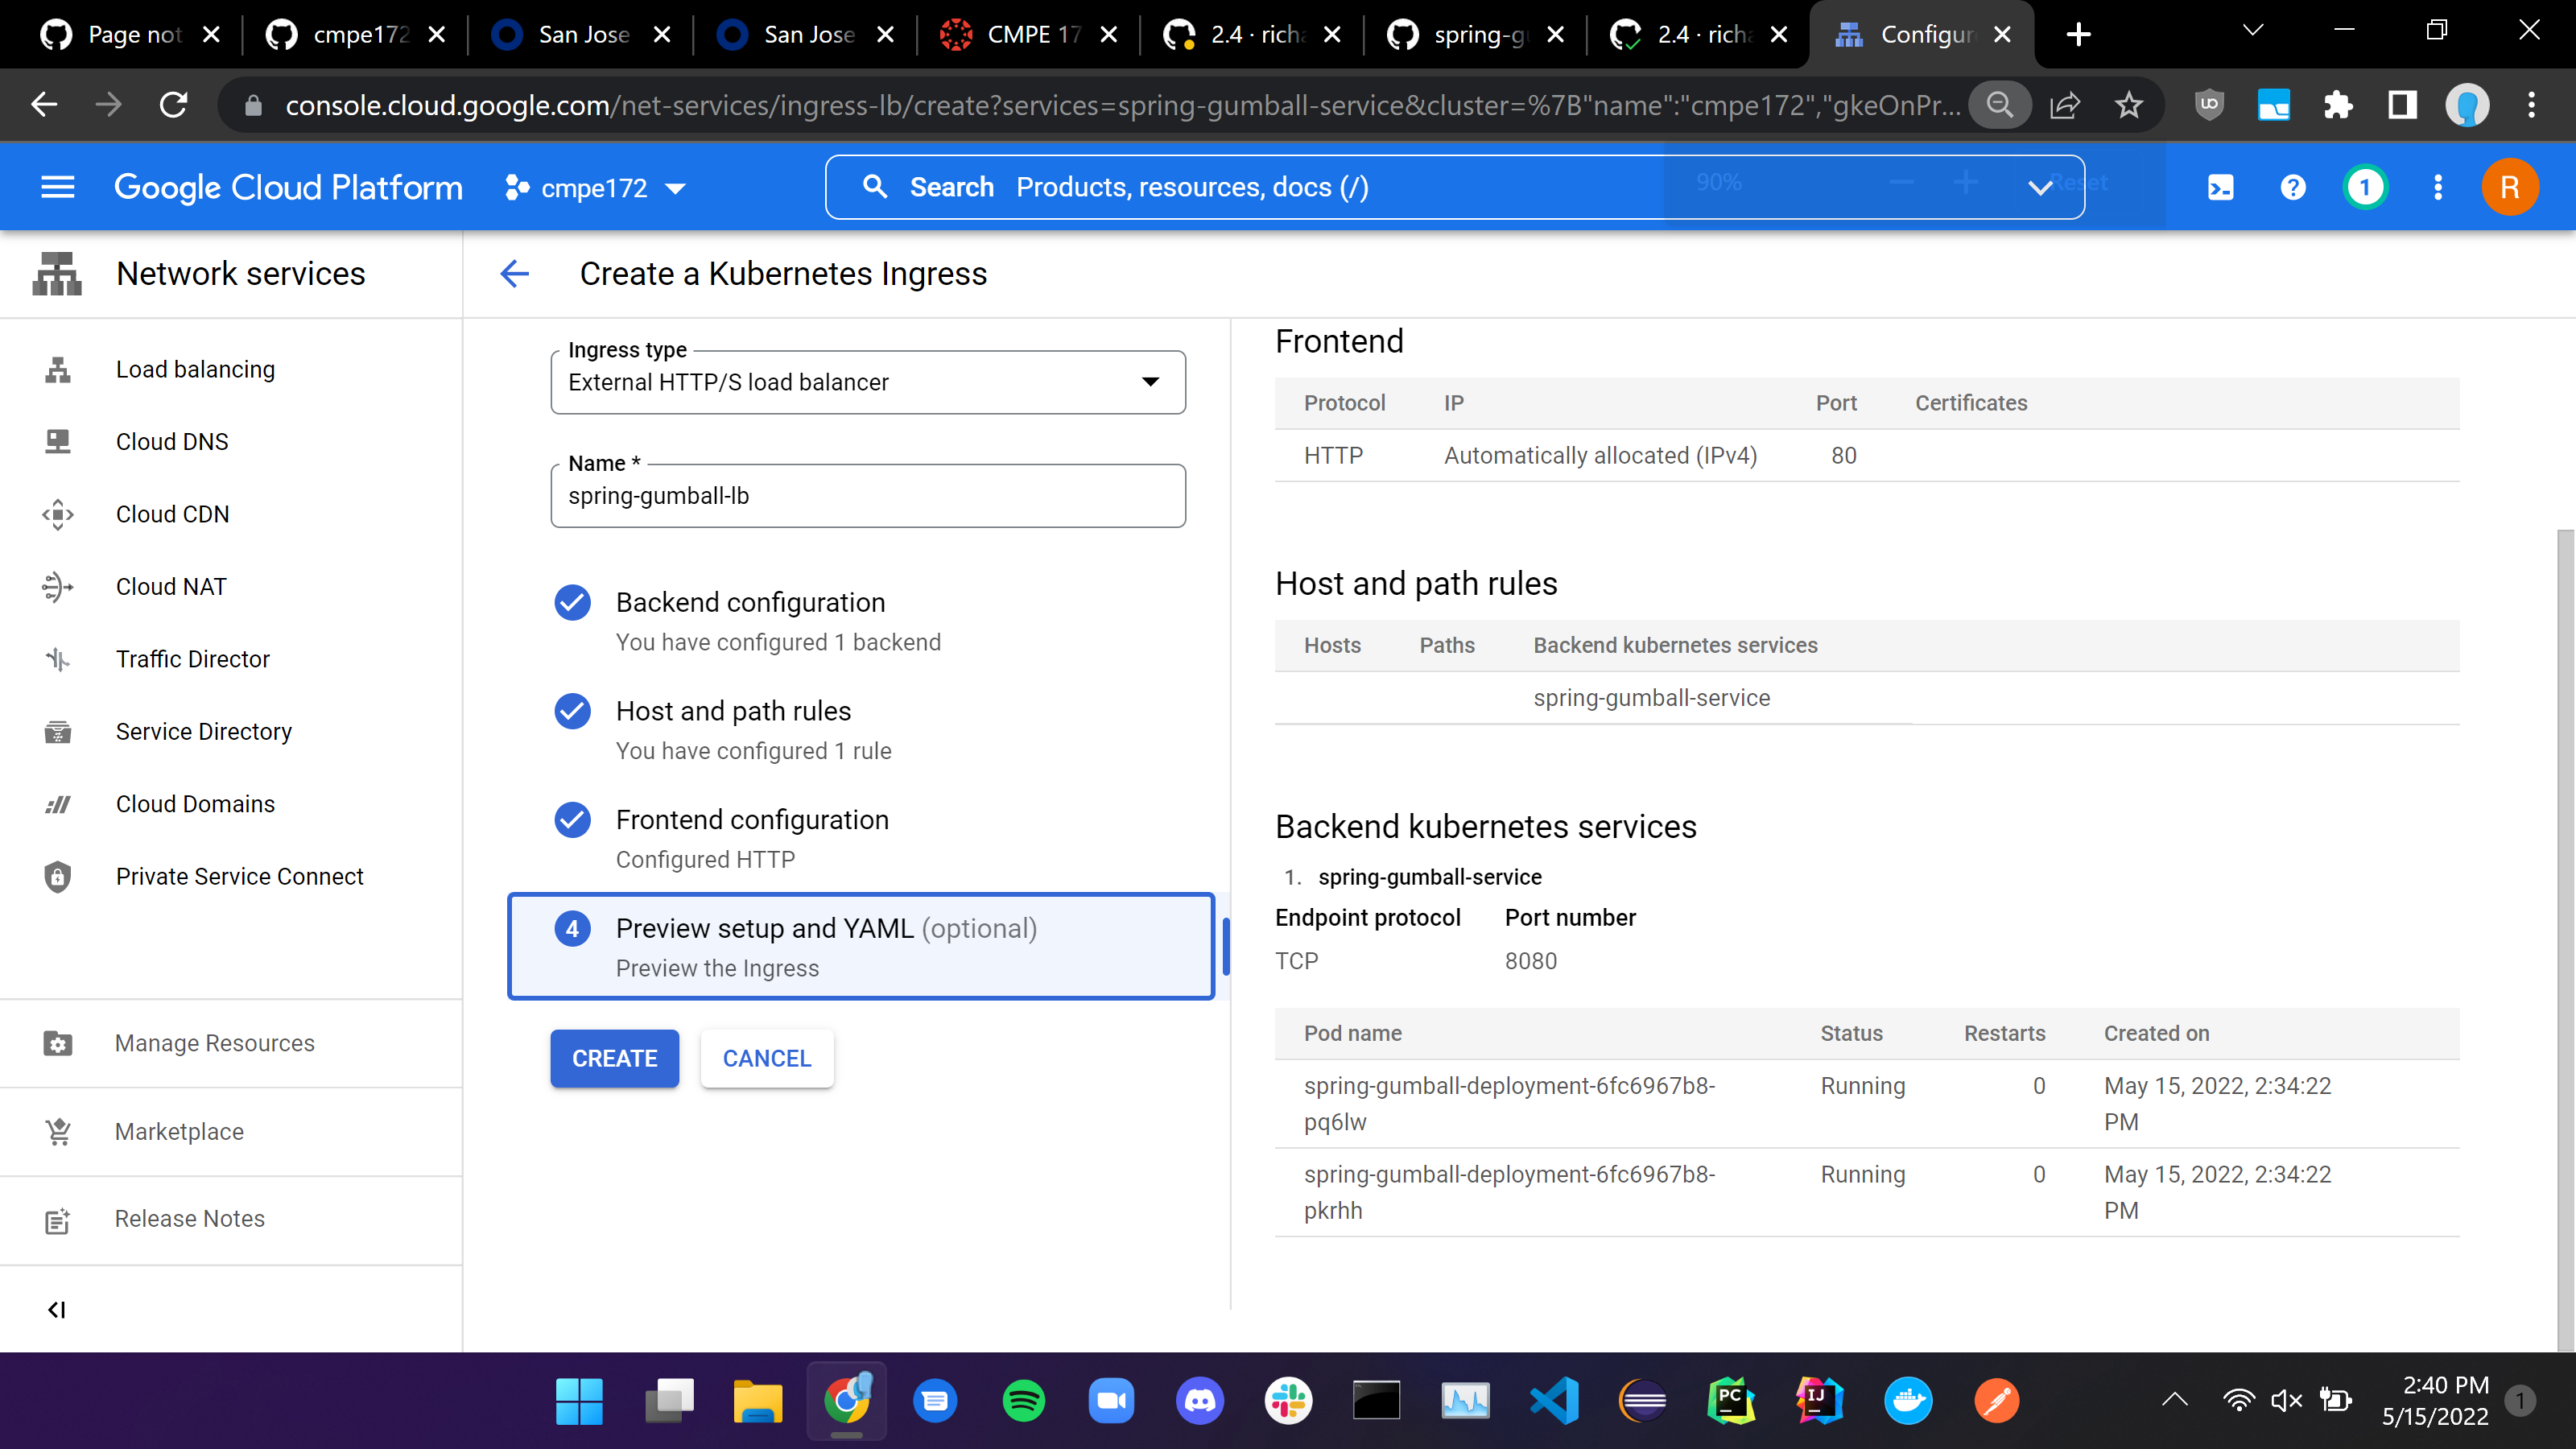 Page not
cmpe172
San Jose
San Jose
CMPE 17
2.4 · richa
spring-gu
2.4 · richa
Configur
console.cloud.google.com/net-services/ingress-lb/create?services=spring-gumball-service&cluster=%7B"name":"cmpe172","gkeOnPr...
Google Cloud Platform
cmpe172
Search Products, resources, docs (/)
90%
Reset
1
R
Network services
Create a Kubernetes Ingress
Load balancing
Cloud DNS
Cloud CDN
Cloud NAT
Traffic Director
Service Directory
Cloud Domains
Private Service Connect
Manage Resources
Marketplace
Release Notes
Ingress type
External HTTP/S load balancer
Name *
spring-gumball-lb
Backend configuration
You have configured 1 backend
Host and path rules
You have configured 1 rule
Frontend configuration
Configured HTTP
4 Preview setup and YAML (optional)
Preview the Ingress
CREATE CANCEL
Frontend
Protocol IP Port Certificates
HTTP Automatically allocated (IPv4) 80
Host and path rules
Hosts Paths Backend kubernetes services
spring-gumball-service
Backend kubernetes services
1. spring-gumball-service
Endpoint protocol Port number
TCP 8080
Pod name Status Restarts Created on
spring-gumball-deployment-6fc6967b8- Running 0 May 15, 2022, 2:34:22
pq6lw PM
spring-gumball-deployment-6fc6967b8- Running 0 May 15, 2022, 2:34:22
pkrhh PM
PC
IJ
2:40 PM
5/15/2022
1